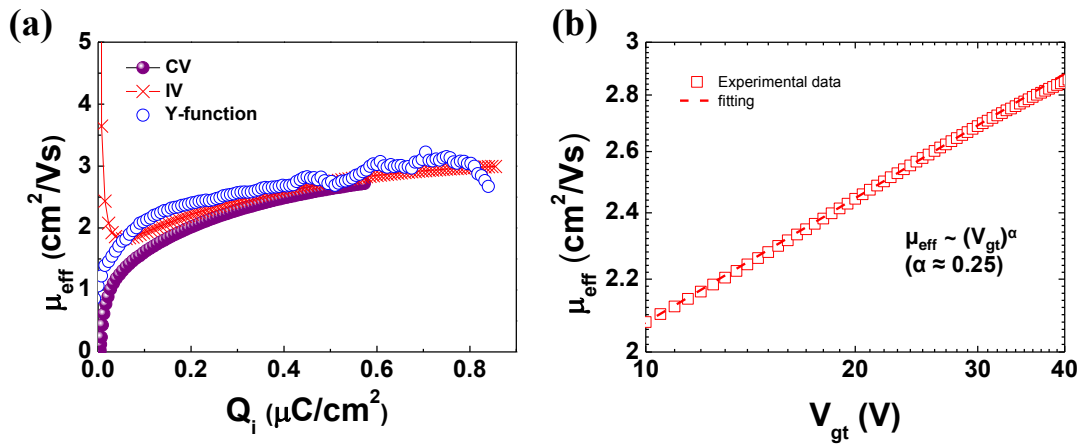 (a)
5
4
3
2
1
0
μeff (cm2/Vs)
CV
IV
Y-function
0.0 0.2 0.4 0.6 0.8
Qi (μC/cm2)
(b)
3
2.8
2.6
2.4
2.2
2
μeff (cm2/Vs)
Experimental data
fitting
μeff ~ (Vgt)α
(α ≈ 0.25)
10 20 30 40
Vgt (V)